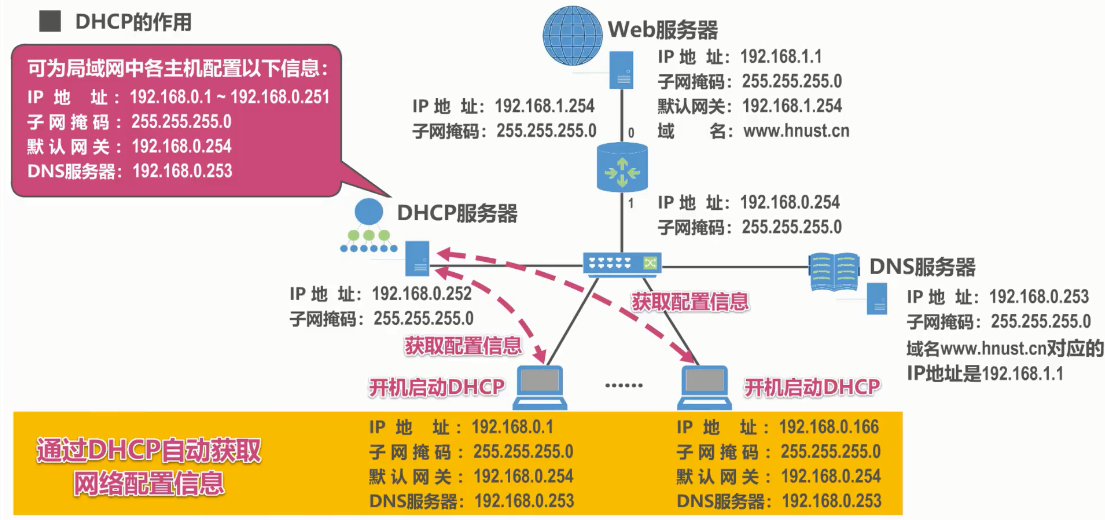 DHCP的作用
可为局域网中各主机配置以下信息：
IP 地 址：192.168.0.1 ~ 192.168.0.251
子网掩码：255.255.255.0
默认网关：192.168.0.254
DNS服务器：192.168.0.253
Web服务器
IP 地 址：192.168.1.1
子网掩码：255.255.255.0
默认网关：192.168.1.254
域 名：www.hnust.cn
IP 地 址：192.168.1.254
子网掩码：255.255.255.0
0
1
IP 地 址：192.168.0.254
子网掩码：255.255.255.0
DHCP服务器
IP 地 址：192.168.0.252
子网掩码：255.255.255.0
DNS服务器
IP 地 址：192.168.0.253
子网掩码：255.255.255.0
域名www.hnust.cn对应的
IP地址是192.168.1.1
获取配置信息
获取配置信息
开机启动DHCP
······
开机启动DHCP
通过DHCP自动获取
网络配置信息
IP 地 址：192.168.0.1
子网掩码：255.255.255.0
默认网关：192.168.0.254
DNS服务器：192.168.0.253
IP 地 址：192.168.0.166
子网掩码：255.255.255.0
默认网关：192.168.0.254
DNS服务器：192.168.0.253